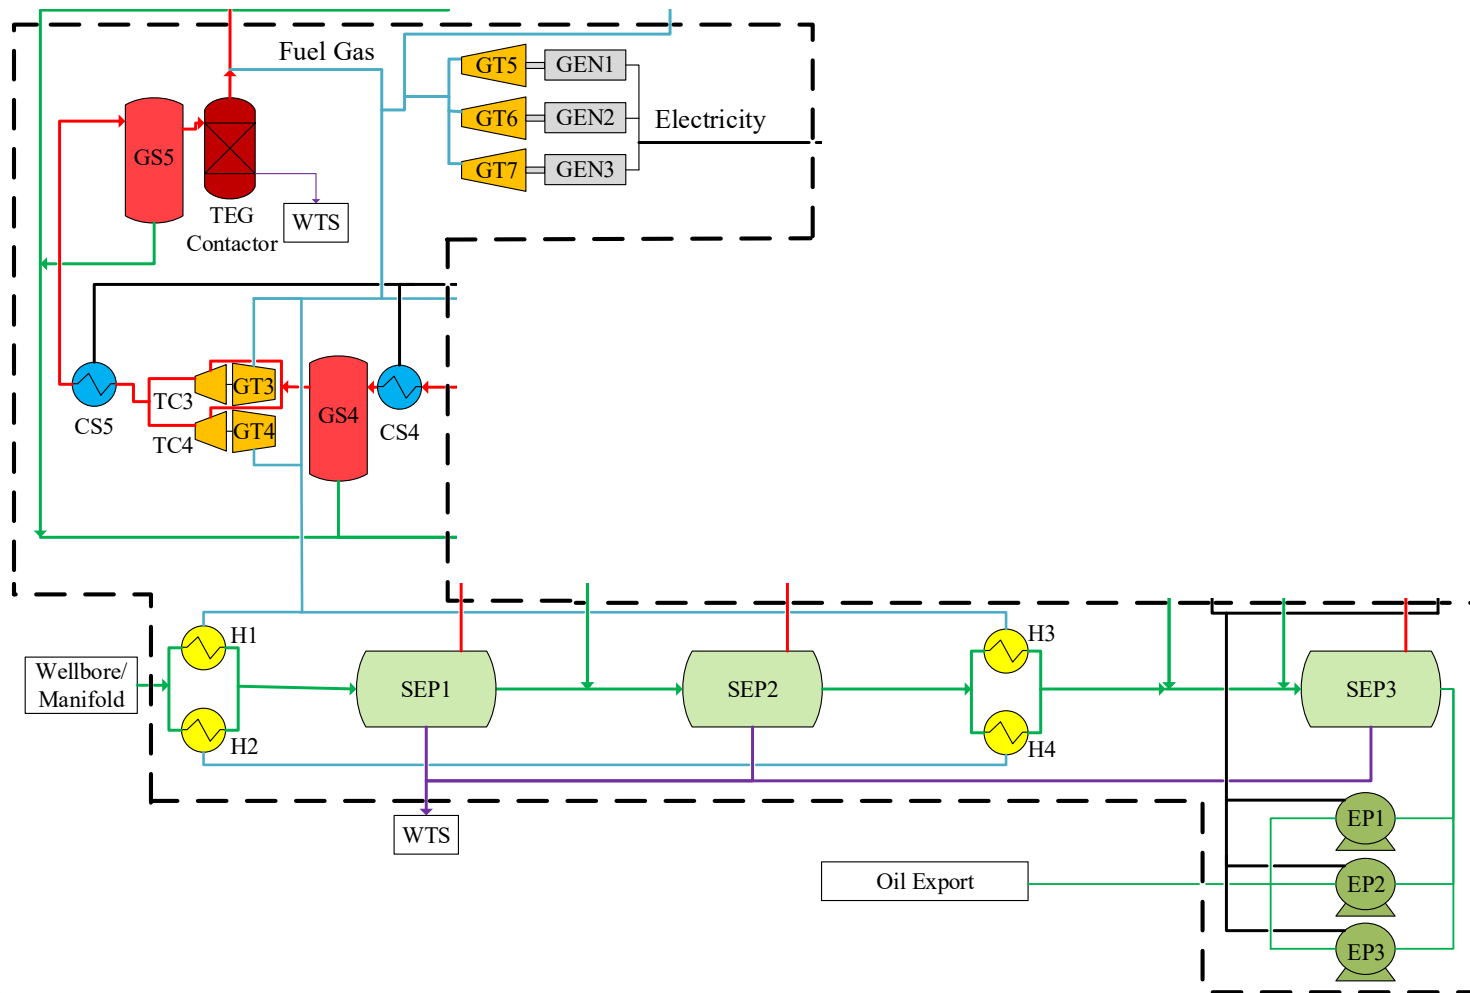 Fuel Gas
GT5
GEN1
GT6
GEN2
Electricity
GT7
GEN3
GS5
TEG
Contactor
WTS
CS5
TC3
GT3
TC4
GT4
GS4
CS4
Wellbore/
Manifold
H1
H2
SEP1
SEP2
H3
H4
SEP3
WTS
EP1
EP2
EP3
Oil Export